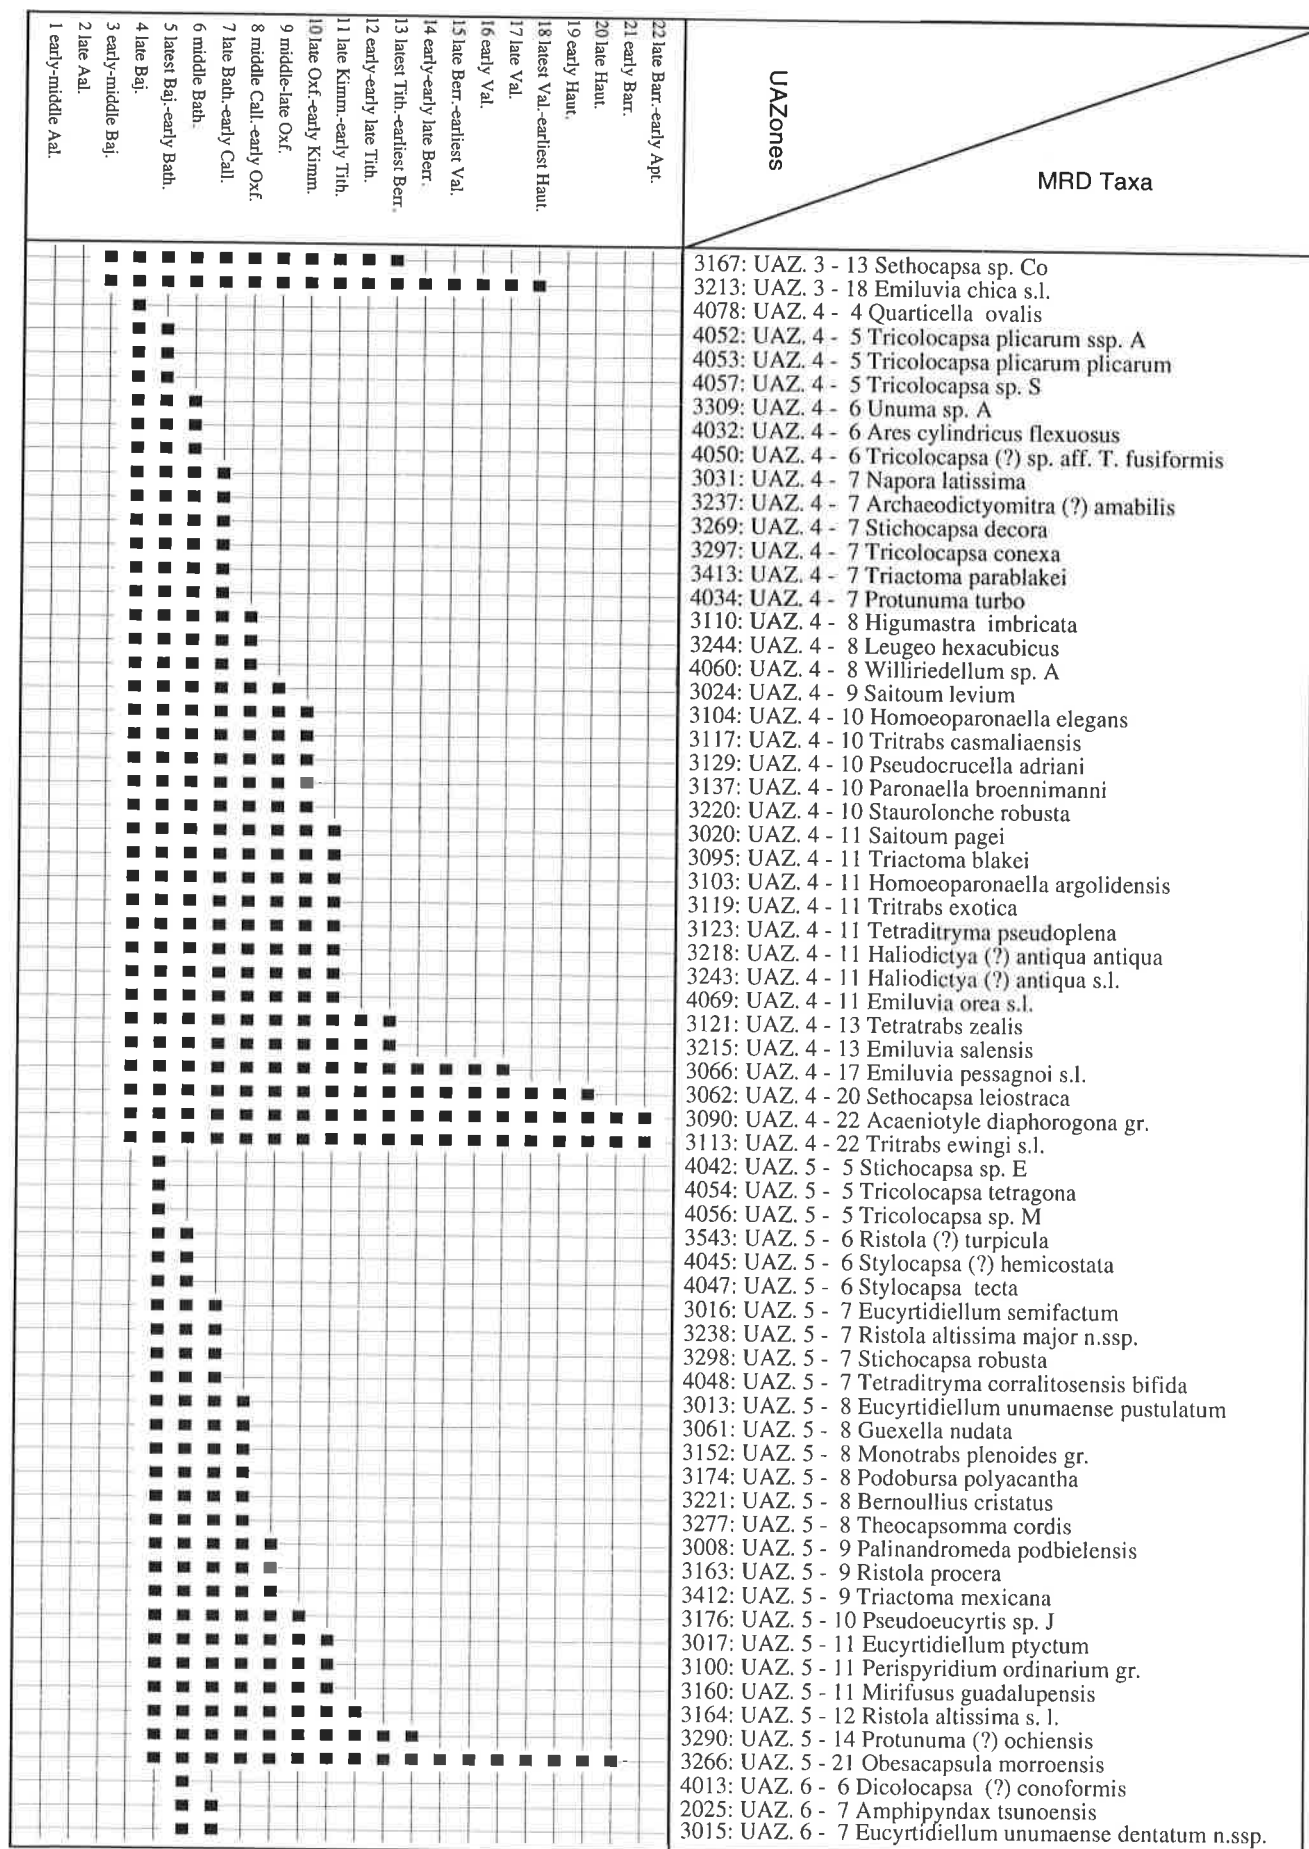 22 late Barr.-early Apt.
21 early Barr.
20 late Haut.
19 early Haut.
18 latest Val.-earliest Haut.
17 late Val.
16 early Val.
15 late Berr.-earliest Val.
14 early-early late Berr.
13 latest Tith.-earliest Berr.
12 early-early late Tith.
11 late Kimm.-early Tith.
10 late Oxf.-early Kimm.
9 middle-late Oxf.
8 middle Call.-early Oxf.
7 late Bath.-early Call.
6 middle Bath.
5 latest Baj.-early Bath.
4 late Baj.
3 early-middle Baj.
2 late Aal.
1 early-middle Aal.
UAZones
MRD Taxa
3167: UAZ. 3 - 13 Sethocapsa sp. Co
3213: UAZ. 3 - 18 Emiluvia chica s.l.
4078: UAZ. 4 - 4 Quarticella ovalis
4052: UAZ. 4 - 5 Tricolocapsa plicarum ssp. A
4053: UAZ. 4 - 5 Tricolocapsa plicarum plicarum
4057: UAZ. 4 - 5 Tricolocapsa sp. S
3309: UAZ. 4 - 6 Unuma sp. A
4032: UAZ. 4 - 6 Ares cylindricus flexuosus
4050: UAZ. 4 - 6 Tricolocapsa (?) sp. aff. T. fusiformis
3031: UAZ. 4 - 7 Napora latissima
3237: UAZ. 4 - 7 Archaeodictyomitra (?) amabilis
3269: UAZ. 4 - 7 Stichocapsa decora
3297: UAZ. 4 - 7 Tricolocapsa conexa
3413: UAZ. 4 - 7 Triactoma parablakei
4034: UAZ. 4 - 7 Protunuma turbo
3110: UAZ. 4 - 8 Higumastra imbricata
3244: UAZ. 4 - 8 Leugeo hexacubicus
4060: UAZ. 4 - 8 Williriedellum sp. A
3024: UAZ. 4 - 9 Saitoum levium
3104: UAZ. 4 - 10 Homoeoparonaella elegans
3117: UAZ. 4 - 10 Tritrabs casmaliaensis
3129: UAZ. 4 - 10 Pseudocrucella adriani
3137: UAZ. 4 - 10 Paronaella broennimanni
3220: UAZ. 4 - 10 Staurolonche robusta
3020: UAZ. 4 - 11 Saitoum pagei
3095: UAZ. 4 - 11 Triactoma blakei
3103: UAZ. 4 - 11 Homoeoparonaella argolidensis
3119: UAZ. 4 - 11 Tritrabs exotica
3123: UAZ. 4 - 11 Tetraditryma pseudoplena
3218: UAZ. 4 - 11 Haliodictya (?) antiqua antiqua
3243: UAZ. 4 - 11 Haliodictya (?) antiqua s.l.
4069: UAZ. 4 - 11 Emiluvia orea s.l.
3121: UAZ. 4 - 13 Tetratrabs zealis
3215: UAZ. 4 - 13 Emiluvia salensis
3066: UAZ. 4 - 17 Emiluvia pessagnoi s.l.
3062: UAZ. 4 - 20 Sethocapsa leiostraca
3090: UAZ. 4 - 22 Acaeniotyle diaphorogona gr.
3113: UAZ. 4 - 22 Tritrabs ewingi s.l.
4042: UAZ. 5 - 5 Stichocapsa sp. E
4054: UAZ. 5 - 5 Tricolocapsa tetragona
4056: UAZ. 5 - 5 Tricolocapsa sp. M
3543: UAZ. 5 - 6 Ristola (?) turpicula
4045: UAZ. 5 - 6 Stylocapsa (?) hemicostata
4047: UAZ. 5 - 6 Stylocapsa tecta
3016: UAZ. 5 - 7 Eucyrtidiellum semifactum
3238: UAZ. 5 - 7 Ristola altissima major n.ssp.
3298: UAZ. 5 - 7 Stichocapsa robusta
4048: UAZ. 5 - 7 Tetraditryma corralitosensis bifida
3013: UAZ. 5 - 8 Eucyrtidiellum unumaense pustulatum
3061: UAZ. 5 - 8 Guexella nudata
3152: UAZ. 5 - 8 Monotrabs plenoides gr.
3174: UAZ. 5 - 8 Podobursa polyacantha
3221: UAZ. 5 - 8 Bernoullius cristatus
3277: UAZ. 5 - 8 Theocapsomma cordis
3008: UAZ. 5 - 9 Palinandromeda podbielensis
3163: UAZ. 5 - 9 Ristola procera
3412: UAZ. 5 - 9 Triactoma mexicana
3176: UAZ. 5 - 10 Pseudoeucyrtis sp. J
3017: UAZ. 5 - 11 Eucyrtidiellum ptyctum
3100: UAZ. 5 - 11 Perispyridium ordinarium gr.
3160: UAZ. 5 - 11 Mirifusus guadalupensis
3164: UAZ. 5 - 12 Ristola altissima s. l.
3290: UAZ. 5 - 14 Protunuma (?) ochiensis
3266: UAZ. 5 - 21 Obesacapsula morroensis
4013: UAZ. 6 - 6 Dicolocapsa (?) conoformis
2025: UAZ. 6 - 7 Amphipyndax tsunoensis
3015: UAZ. 6 - 7 Eucyrtidiellum unumaense dentatum n.ssp.